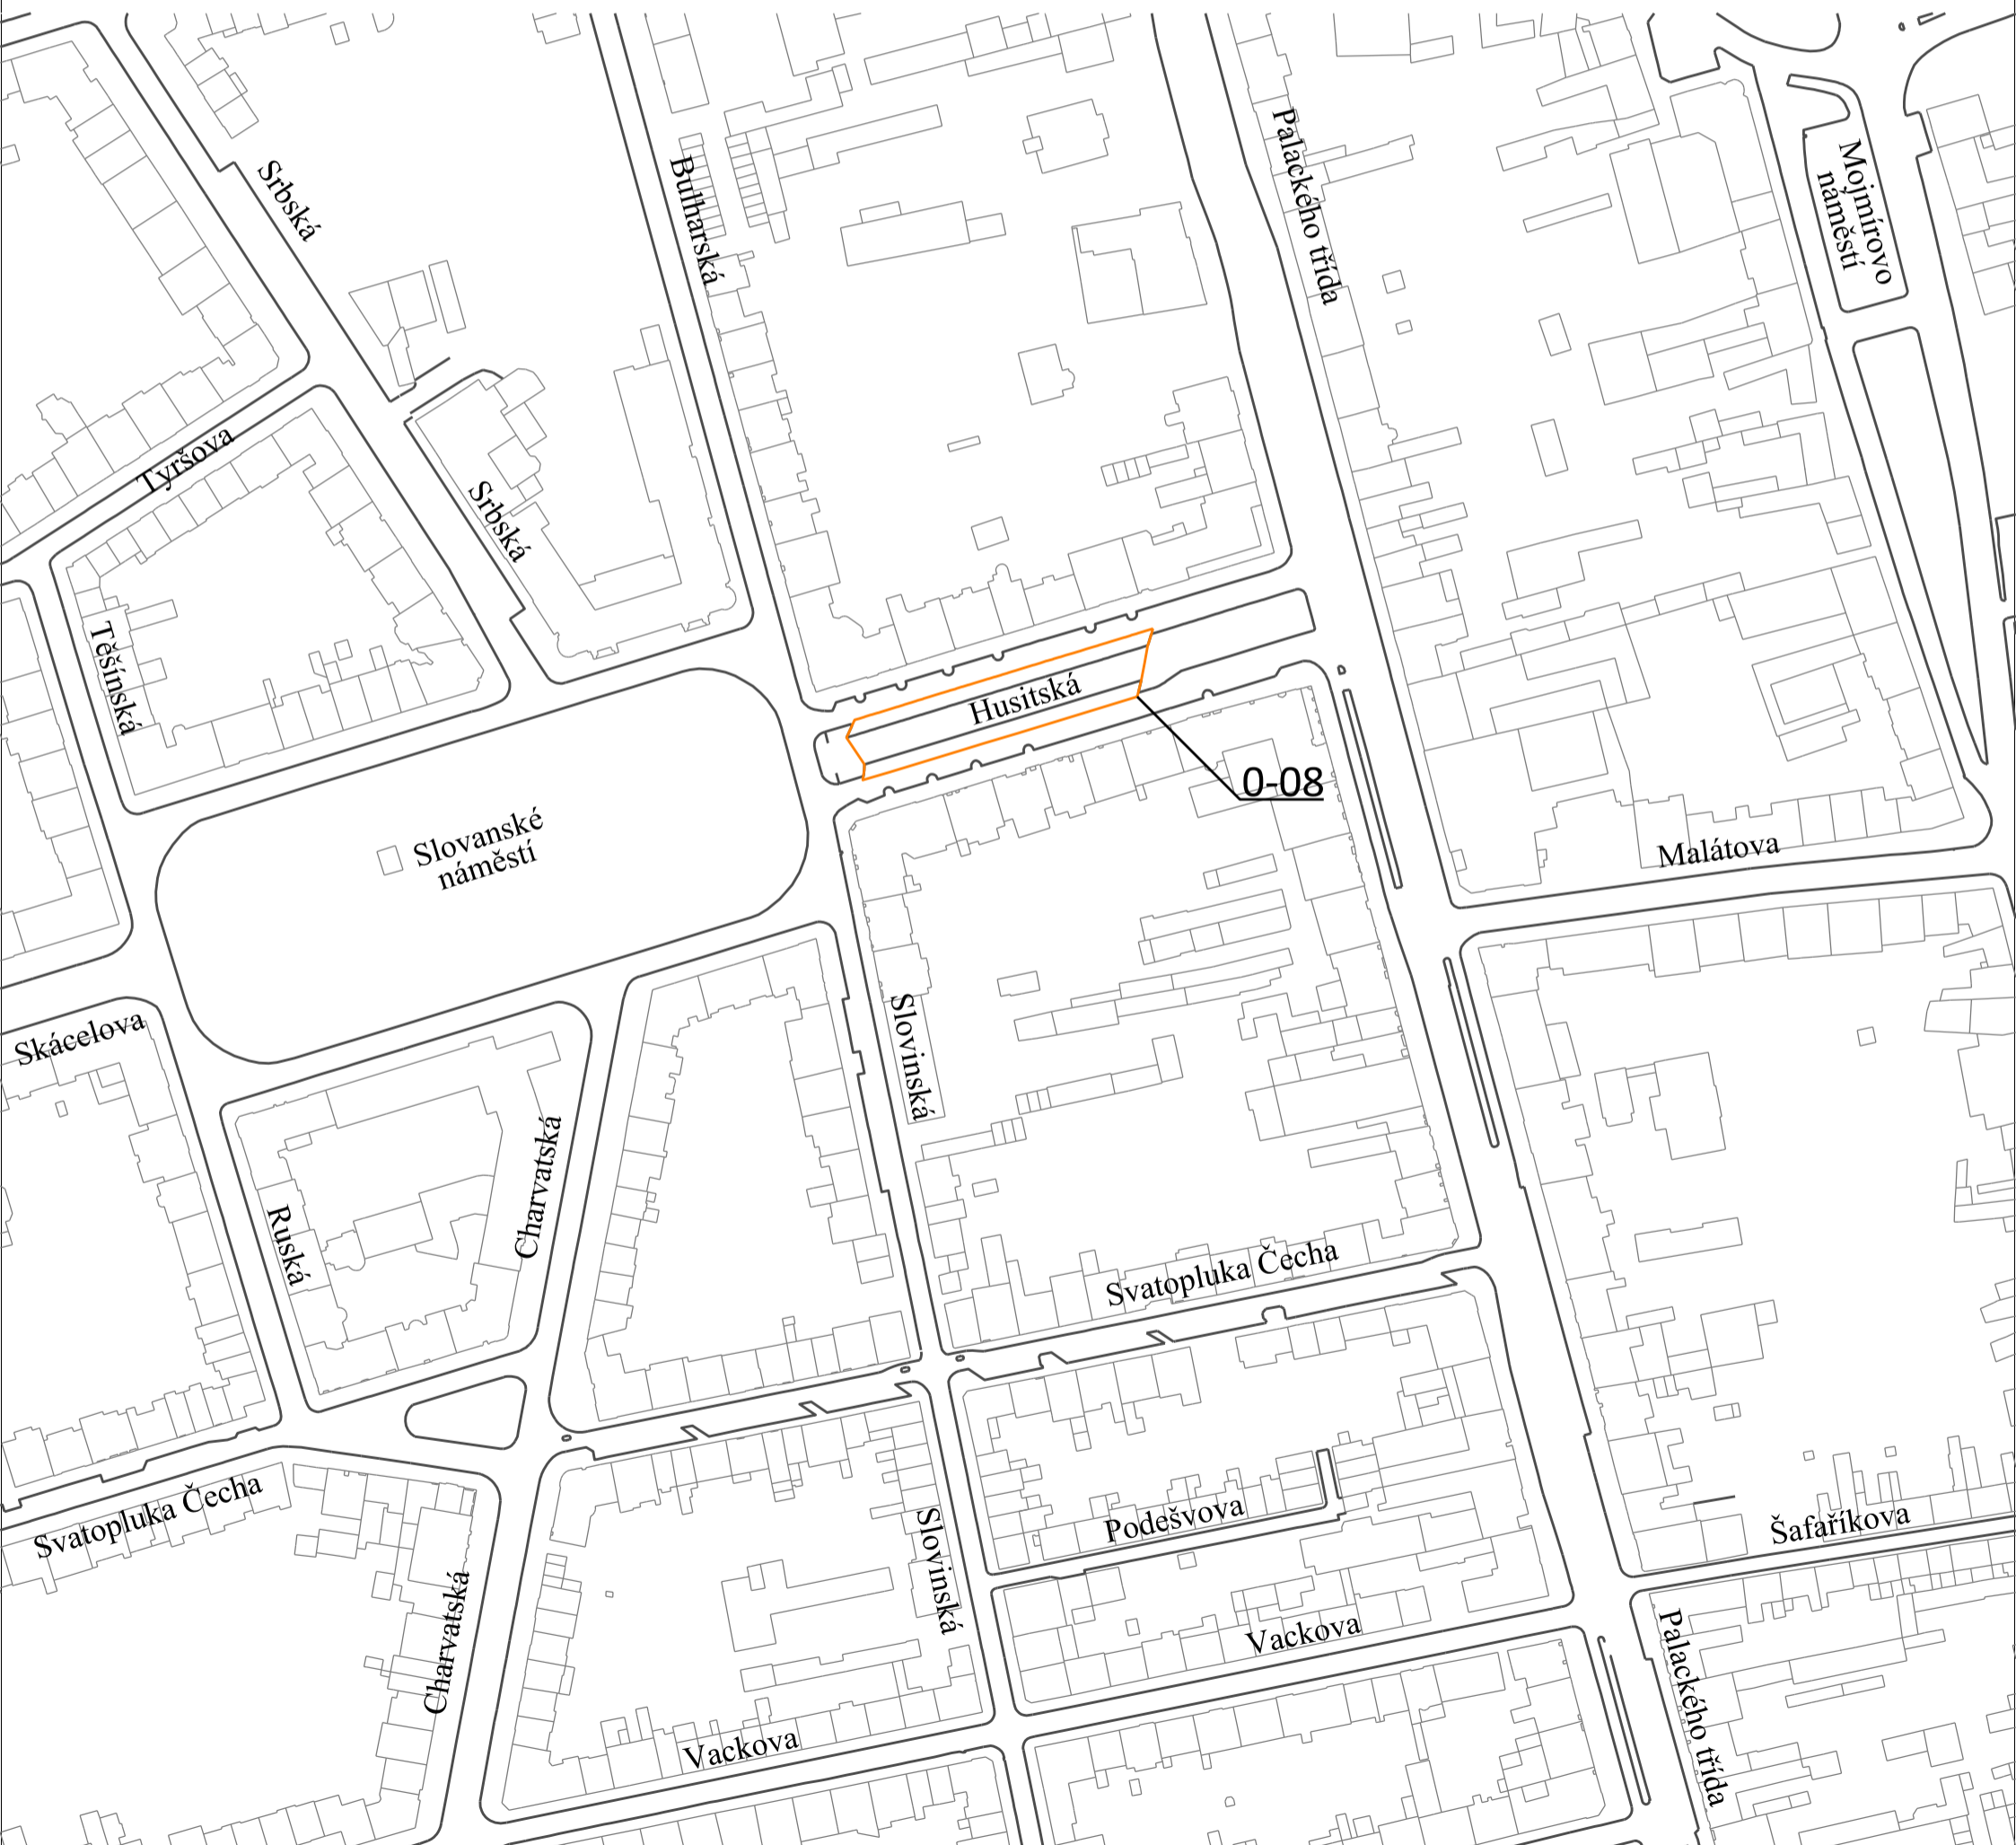 Srbská
Bulharská
Palackého třída
Mojmírovo
náměstí
Tyršova
Srbská
Těšínská
Husitská
0-08
Slovanské
náměstí
Malátova
Skácelova
Slovinská
Charvatská
Ruská
Svatopluka Čecha
Svatopluka Čecha
Podešvova
Šafaříkova
Slovinská
Charvatská
Vackova
Palackého třída
Vackova